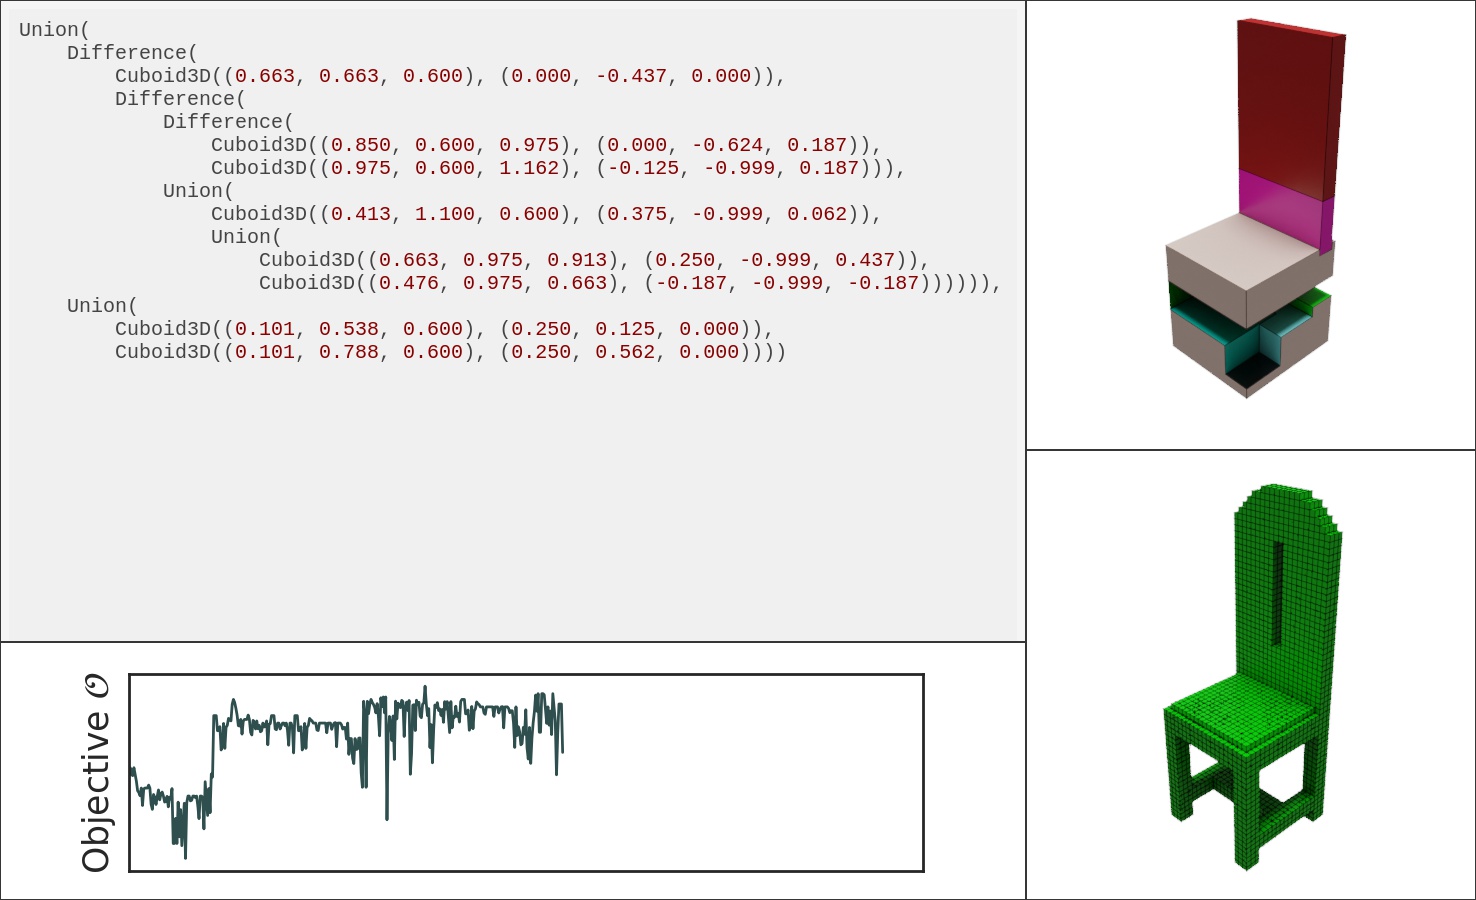 Union(
    Difference(
        Cuboid3D((0.663, 0.663, 0.600), (0.000, -0.437, 0.000)),
        Difference(
            Difference(
                Cuboid3D((0.850, 0.600, 0.975), (0.000, -0.624, 0.187)),
                Cuboid3D((0.975, 0.600, 1.162), (-0.125, -0.999, 0.187))),
            Union(
                Cuboid3D((0.413, 1.100, 0.600), (0.375, -0.999, 0.062)),
                Union(
                    Cuboid3D((0.663, 0.975, 0.913), (0.250, -0.999, 0.437)),
                    Cuboid3D((0.476, 0.975, 0.663), (-0.187, -0.999, -0.187)))))),
    Union(
        Cuboid3D((0.101, 0.538, 0.600), (0.250, 0.125, 0.000)),
        Cuboid3D((0.101, 0.788, 0.600), (0.250, 0.562, 0.000))))
Objective 𝒪